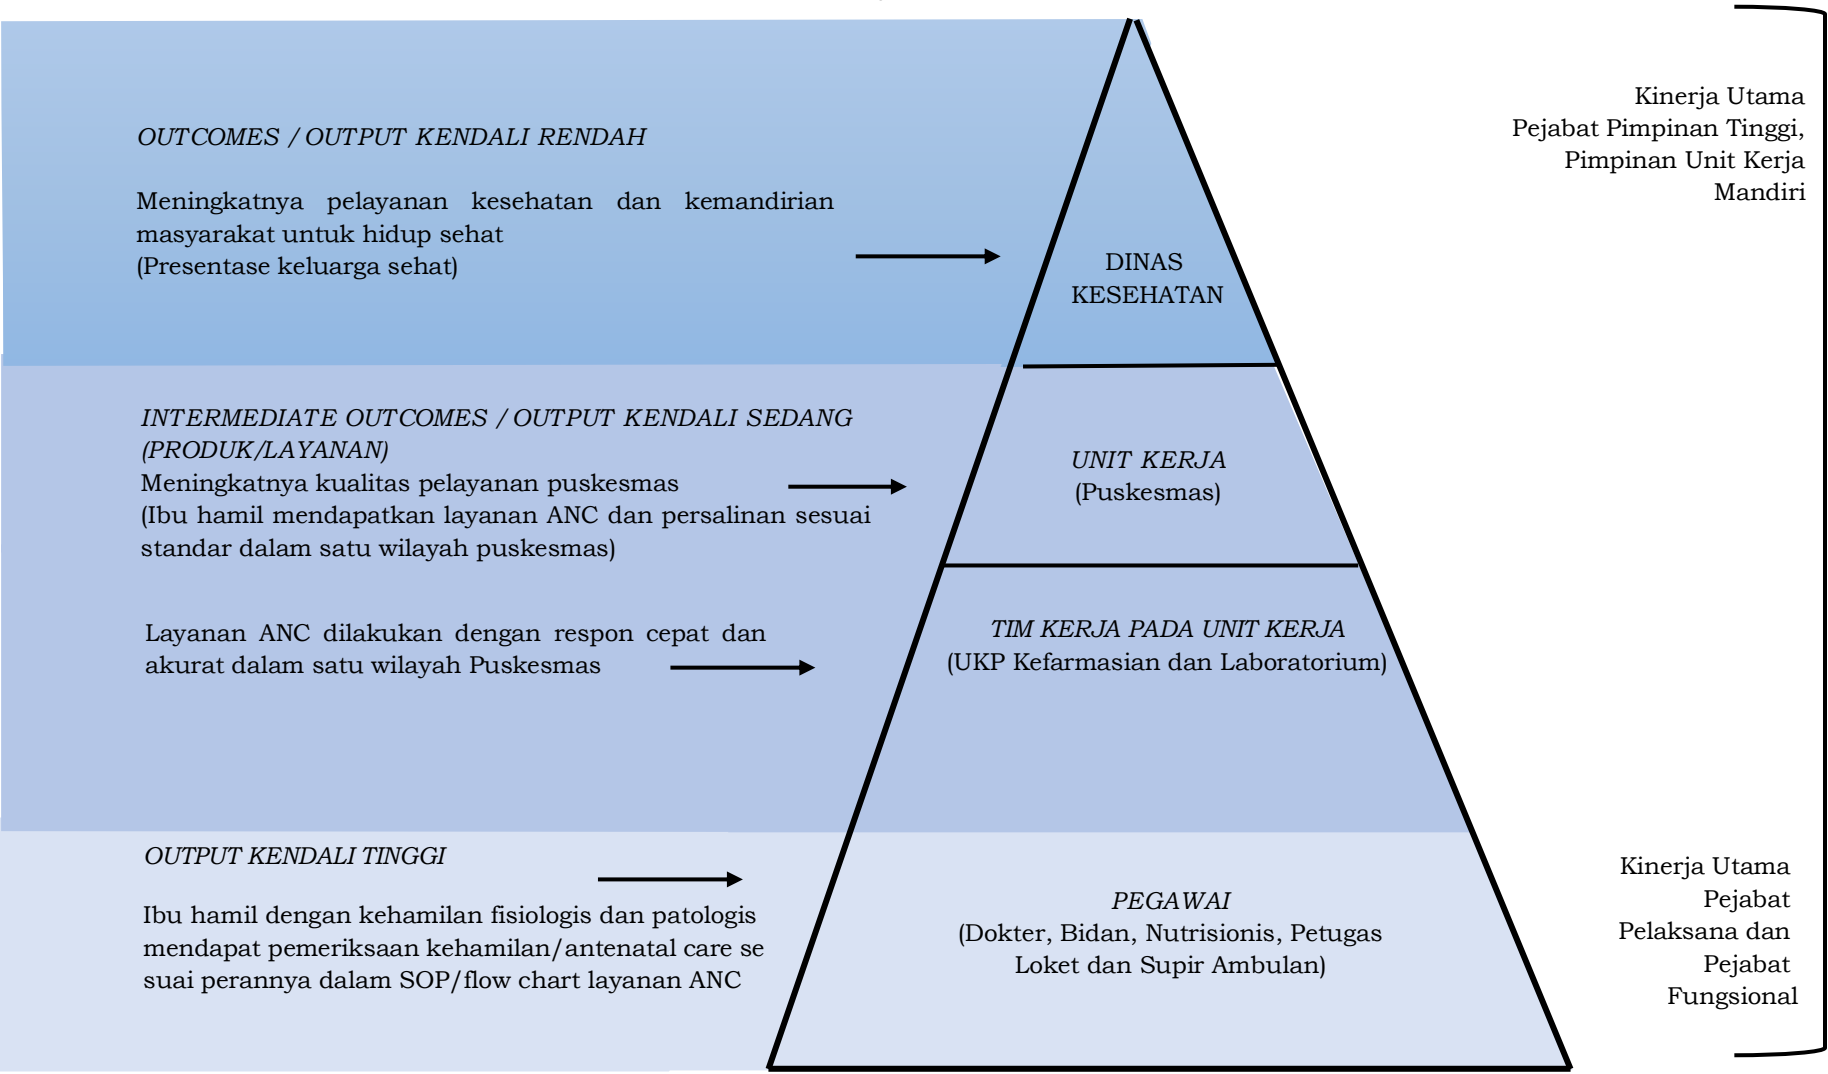 Kinerja Utama
Pejabat Pimpinan Tinggi,
Pimpinan Unit Kerja
Mandiri
OUTCOMES / OUTPUT KENDALI RENDAH
Meningkatnya pelayanan kesehatan dan kemandirian
masyarakat untuk hidup sehat
(Presentase keluarga sehat)
DINAS
KESEHATAN
INTERMEDIATE OUTCOMES / OUTPUT KENDALI SEDANG
(PRODUK/LAYANAN)
Meningkatnya kualitas pelayanan puskesmas
(Ibu hamil mendapatkan layanan ANC dan persalinan sesuai
standar dalam satu wilayah puskesmas)
UNIT KERJA
(Puskesmas)
Layanan ANC dilakukan dengan respon cepat dan
akurat dalam satu wilayah Puskesmas
TIM KERJA PADA UNIT KERJA
(UKP Kefarmasian dan Laboratorium)
OUTPUT KENDALI TINGGI
Ibu hamil dengan kehamilan fisiologis dan patologis
mendapat pemeriksaan kehamilan/antenatal care se
suai perannya dalam SOP/flow chart layanan ANC
PEGAWAI
(Dokter, Bidan, Nutrisionis, Petugas
Loket dan Supir Ambulan)
Kinerja Utama
Pejabat
Pelaksana dan
Pejabat
Fungsional